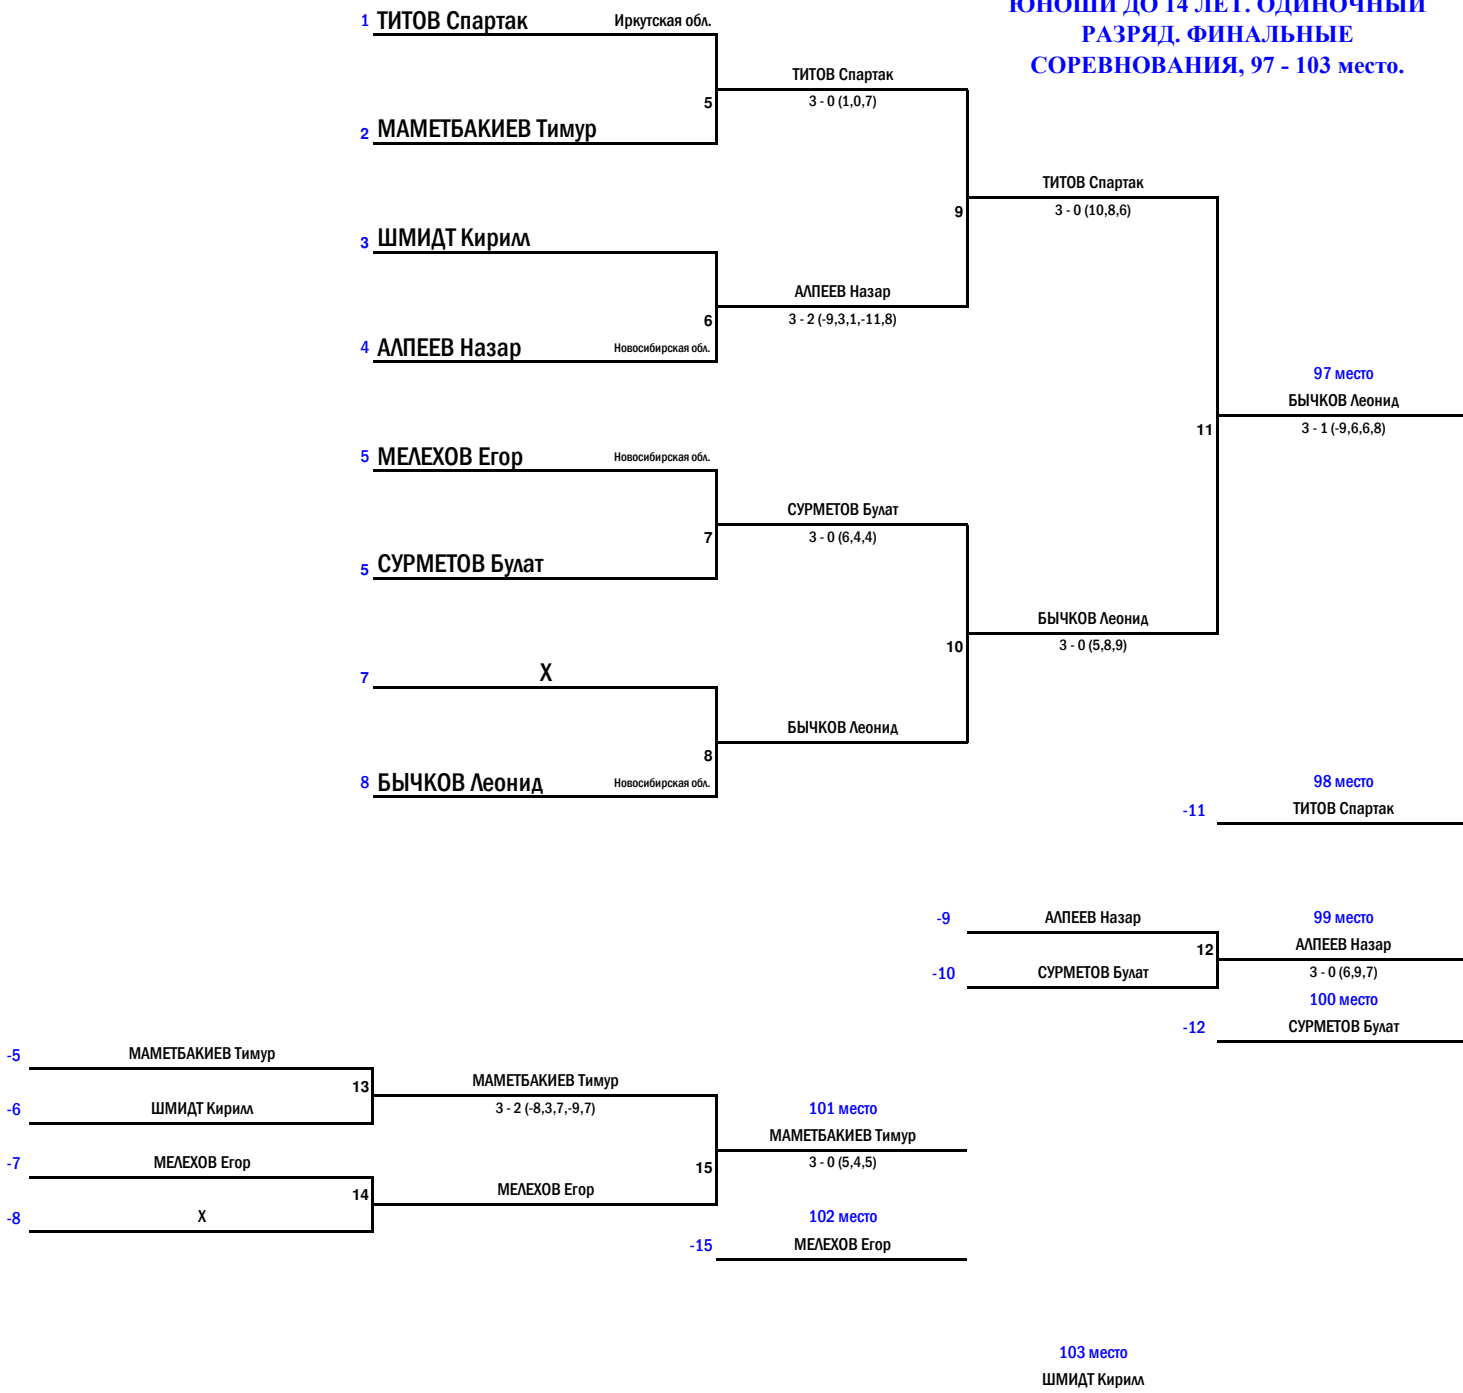 ЮНОШИ ДО 14 ЛЕТ. ОДИНОЧНЫЙ
РАЗРЯД. ФИНАЛЬНЫЕ
СОРЕВНОВАНИЯ, 97 - 103 место.
1 ТИТОВ Спартак Иркутская обл.
ТИТОВ Спартак
5 3 - 0 (1,0,7)
2 МАМЕТБАКИЕВ Тимур
ТИТОВ Спартак
9 3 - 0 (10,8,6)
3 ШМИДТ Кирилл
АЛПЕЕВ Назар
6 3 - 2 (-9,3,1,-11,8)
4 АЛПЕЕВ Назар Новосибирская обл.
97 место
БЫЧКОВ Леонид
11 3 - 1 (-9,6,6,8)
5 МЕЛЕХОВ Егор Новосибирская обл.
СУРМЕТОВ Булат
7 3 - 0 (6,4,4)
5 СУРМЕТОВ Булат
БЫЧКОВ Леонид
10 3 - 0 (5,8,9)
7 Х
БЫЧКОВ Леонид
8
8 БЫЧКОВ Леонид Новосибирская обл.
98 место
-11 ТИТОВ Спартак
-9 АЛПЕЕВ Назар 99 место
12 АЛПЕЕВ Назар
-10 СУРМЕТОВ Булат 3 - 0 (6,9,7)
100 место
-12 СУРМЕТОВ Булат
-5 МАМЕТБАКИЕВ Тимур
13 МАМЕТБАКИЕВ Тимур
-6 ШМИДТ Кирилл 3 - 2 (-8,3,7,-9,7) 101 место
МАМЕТБАКИЕВ Тимур
-7 МЕЛЕХОВ Егор 15 3 - 0 (5,4,5)
14 МЕЛЕХОВ Егор
-8 Х 102 место
-15 МЕЛЕХОВ Егор
103 место
ШМИДТ Кирилл